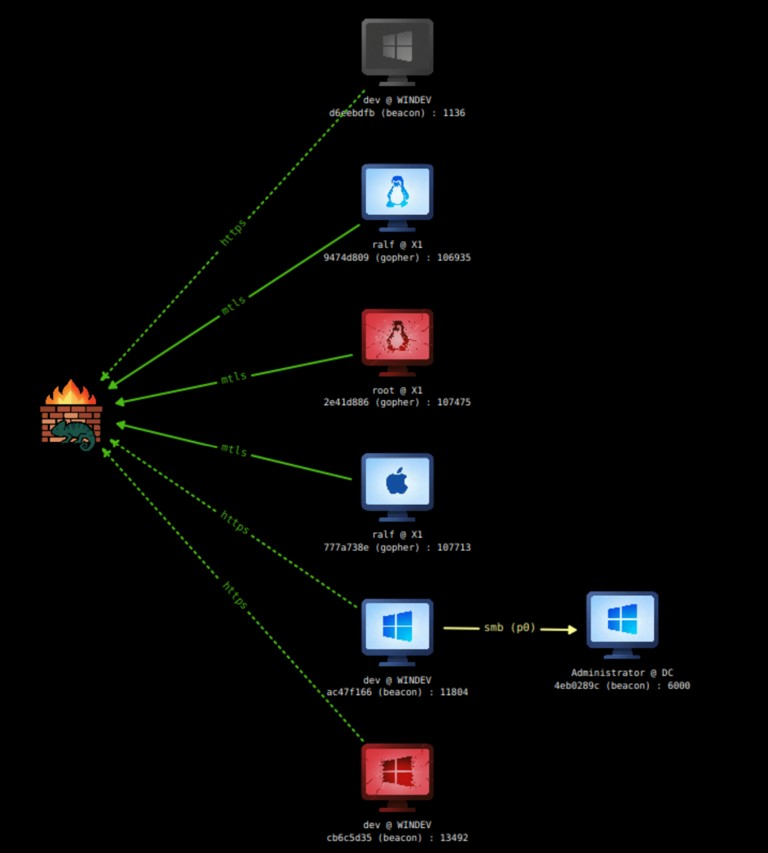 dev @ WINDEV
d6eebdfb (beacon) : 1136
https
ralf @ X1
9474d809 (gopher) : 106935
mtls
root @ X1
2e41d886 (gopher) : 107475
mtls
mtls
ralf @ X1
777a738e (gopher) : 107713
https
https
smb (p0)
dev @ WINDEV
ac47f166 (beacon) : 11804
Administrator @ DC
4eb0289c (beacon) : 6000
dev @ WINDEV
cb6c5d35 (beacon) : 13492